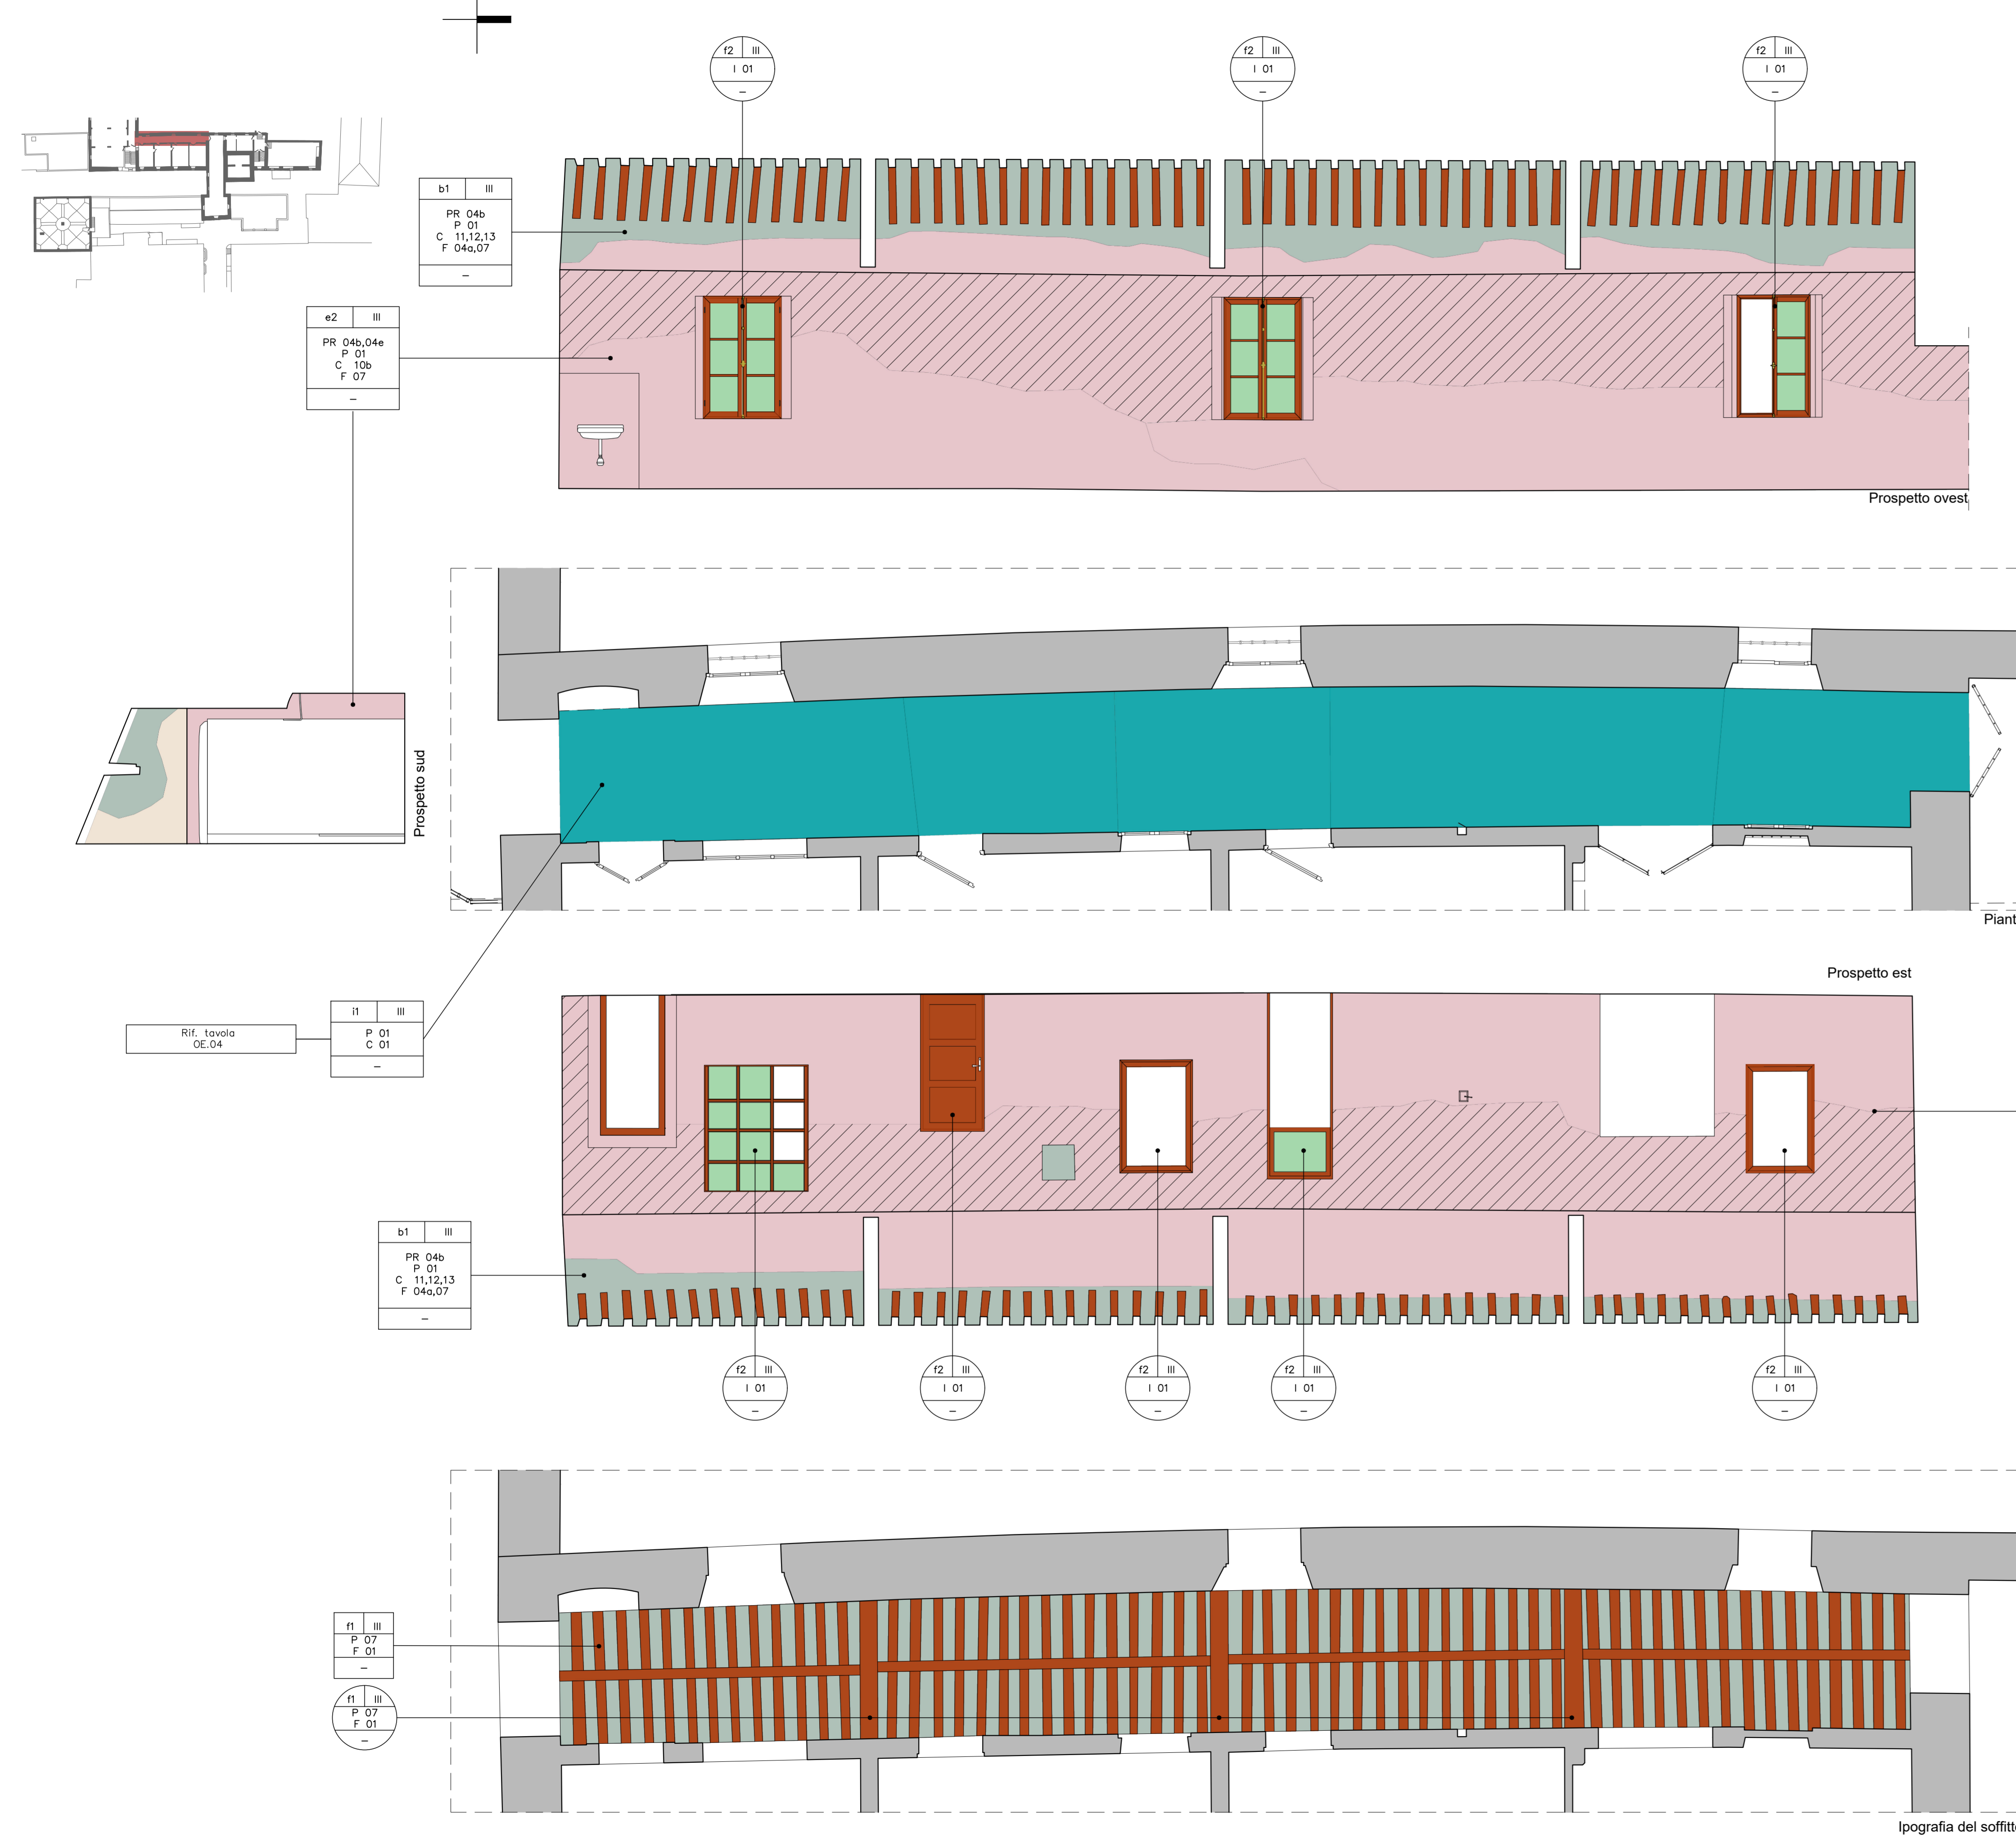 f2 III
I 01
–
f2 III
I 01
–
f2 III
I 01
–
b1 III
PR 04b
P 01
C 11,12,13
F 04a,07
–
e2 III
PR 04b,04e
P 01
C 10b
F 07
–
Prospetto ovest
Prospetto sud
Piant
Prospetto est
i1 III
P 01
C 01
–
Rif. tavola
OE.04
b1 III
PR 04b
P 01
C 11,12,13
F 04a,07
–
f2 III
I 01
–
f2 III
I 01
–
f2 III
I 01
–
f2 III
I 01
–
f2 III
I 01
–
f1 III
P 07
F 01
–
f1 III
P 07
F 01
–
Ipografia del soffitt